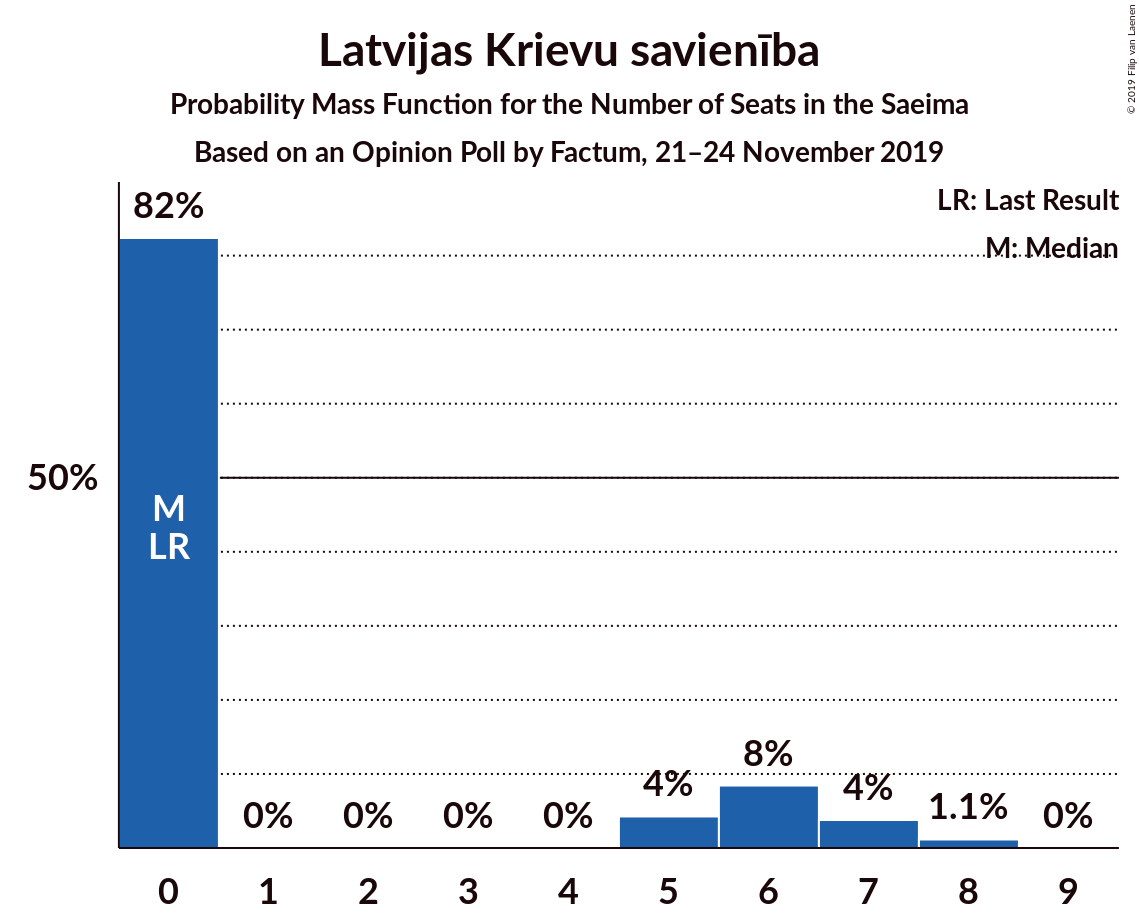 Latvijas Krievu savienība
Probability Mass Function for the Number of Seats in the Saeima
Based on an Opinion Poll by Factum, 21–24 November 2019
© 2019 Filip van Laenen
LR: Last Result
M: Median
82%
50%
M
LR
0%
0%
0%
0%
4%
8%
4%
1.1%
0%
0 1 2 3 4 5 6 7 8 9